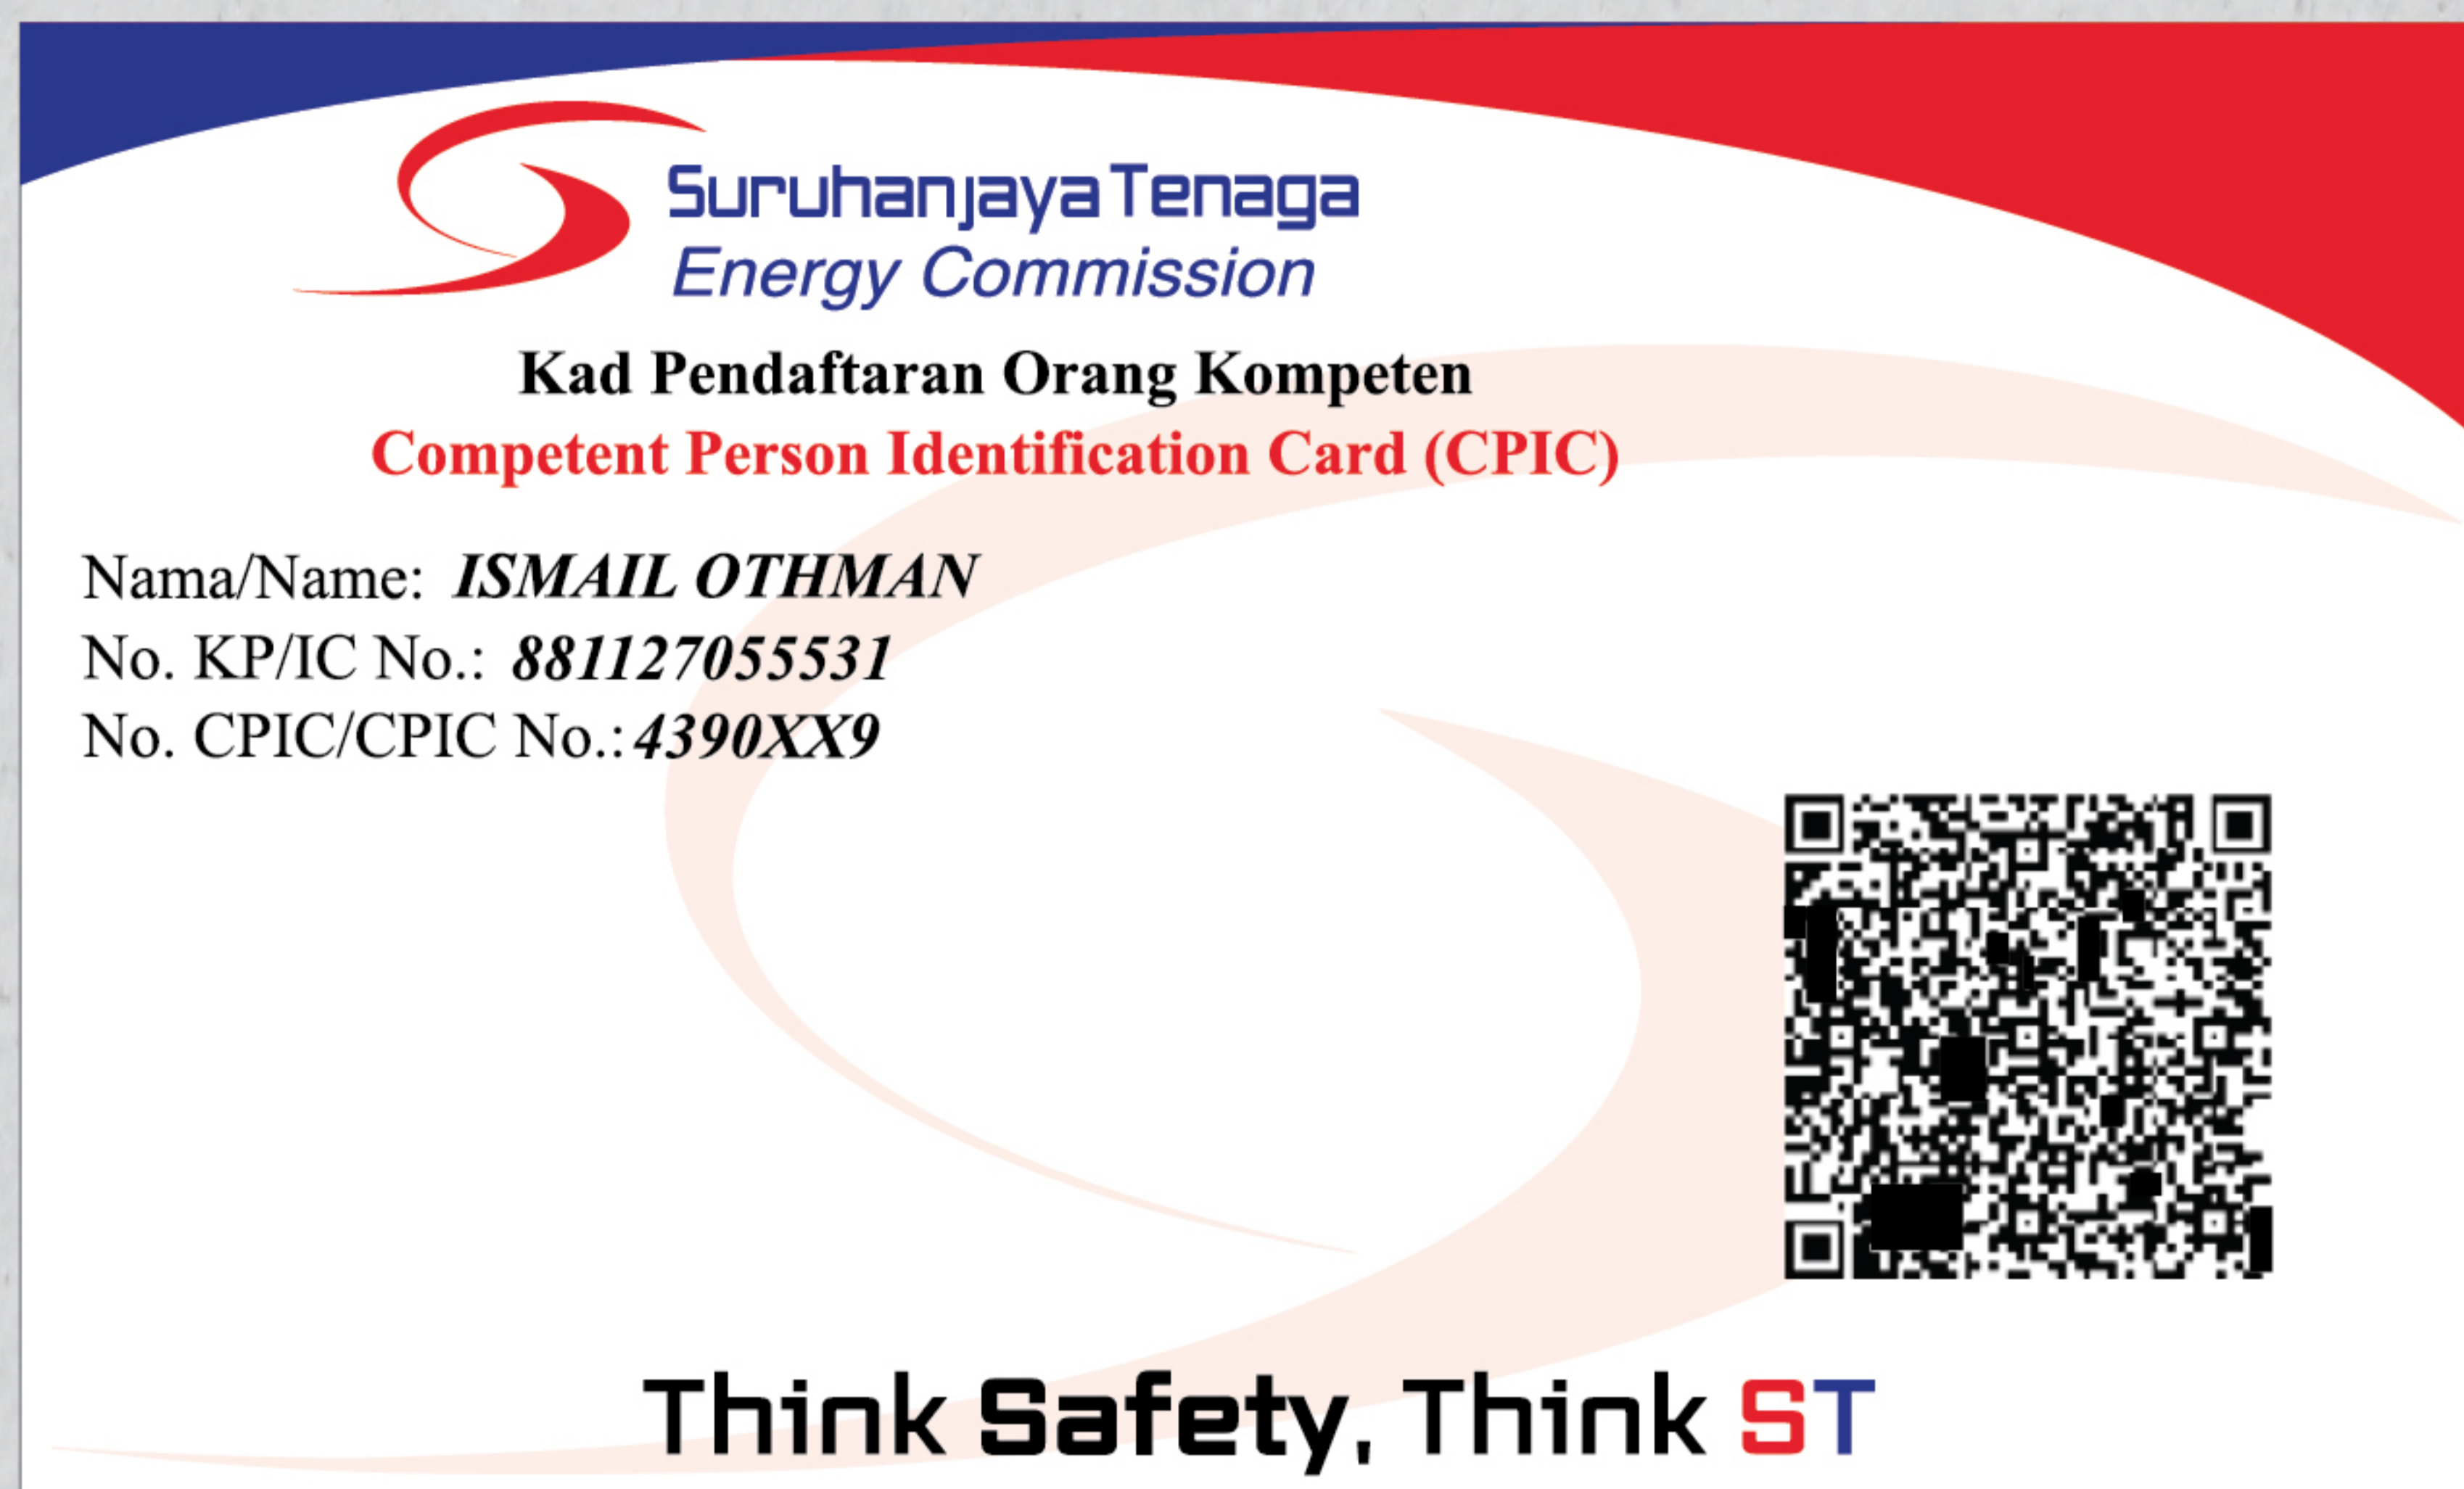 Suruhanjaya Tenaga
Energy Commission
Kad Pendaftaran Orang Kompeten
Competent Person Identification Card (CPIC)
Nama/Name: ISMAIL OTHMAN
No. KP/IC No.: 881127055531
No. CPIC/CPIC No.: 4390XX9
Think Safety, Think ST